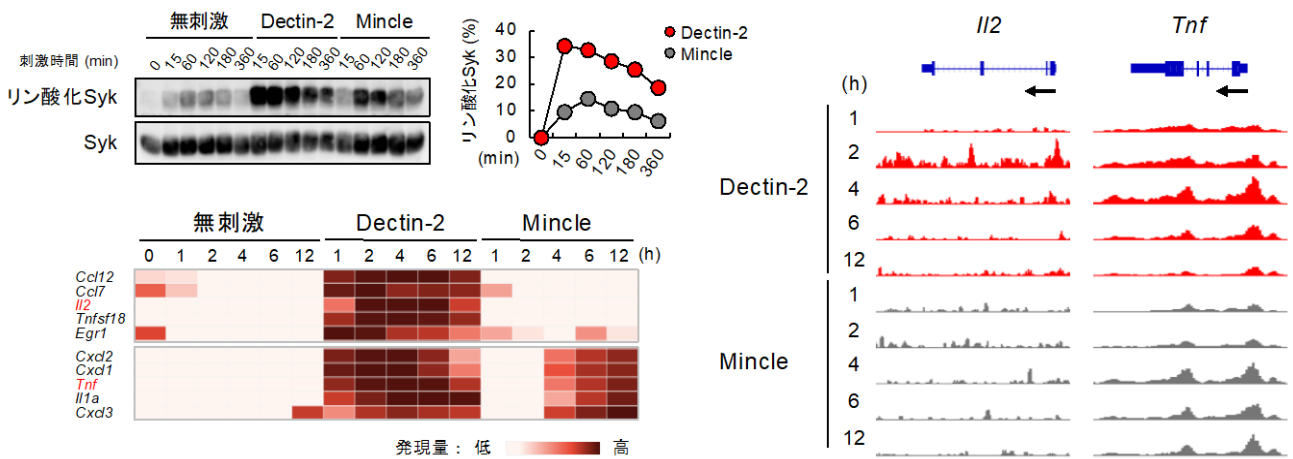 無刺激 Dectin-2 Mincle
刺激時間 (min) 0 15 60 120 180 360 15 60 120 180 360 15 60 120 180 360
リン酸化Syk
Syk
リン酸化Syk (%)
40
30
20
10
0
(min) 0 15 60 120 180 360
Dectin-2
Mincle
無刺激 Dectin-2 Mincle
0 1 2 4 6 12 1 2 4 6 12 1 2 4 6 12 (h)
Ccl12
Ccl7
Il2
Tnfsf18
Egr1
Cxcl2
Cxcl1
Tnf
Il1a
Cxcl3
発現量： 低 高
Il2 Tnf
(h)
Dectin-2
1
2
4
6
12
Mincle
1
2
4
6
12